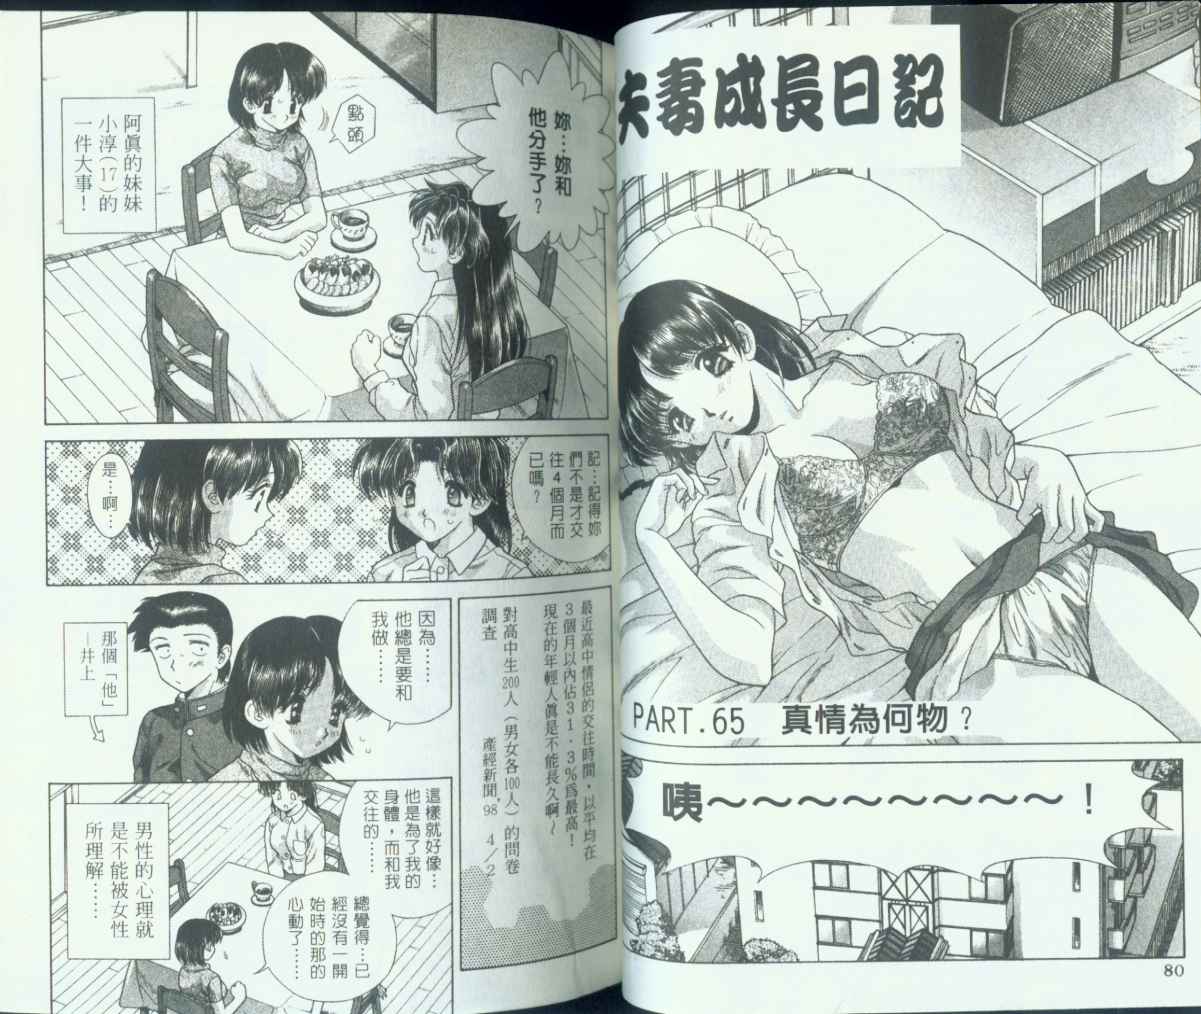 夫妻成長日記
PART.65 真情為何物？
咦～～～～～～～～！
80
妳…妳和
他分手了？
點頭
阿眞的妹妹
小淳(17)的
一件大事！
記…記得妳
們不是才交
往4個月而
已嗎？
是…啊…
最近高中情侶的交往時間，以平均在
3個月以內佔31．3％為最高！
現在的年輕人眞是不能長久啊～
對高中生200人（男女各100人）的問卷
調查
產經新聞，98 4／2
因為……
他總是要和
我做……
那個「他」
－井上
這樣就好像…
他是為了我的
身體，而和我
交往的……
總覺得…已
經沒有一開
始時的那的
心動了……
男性的心理就
是不能被女性
所理解……